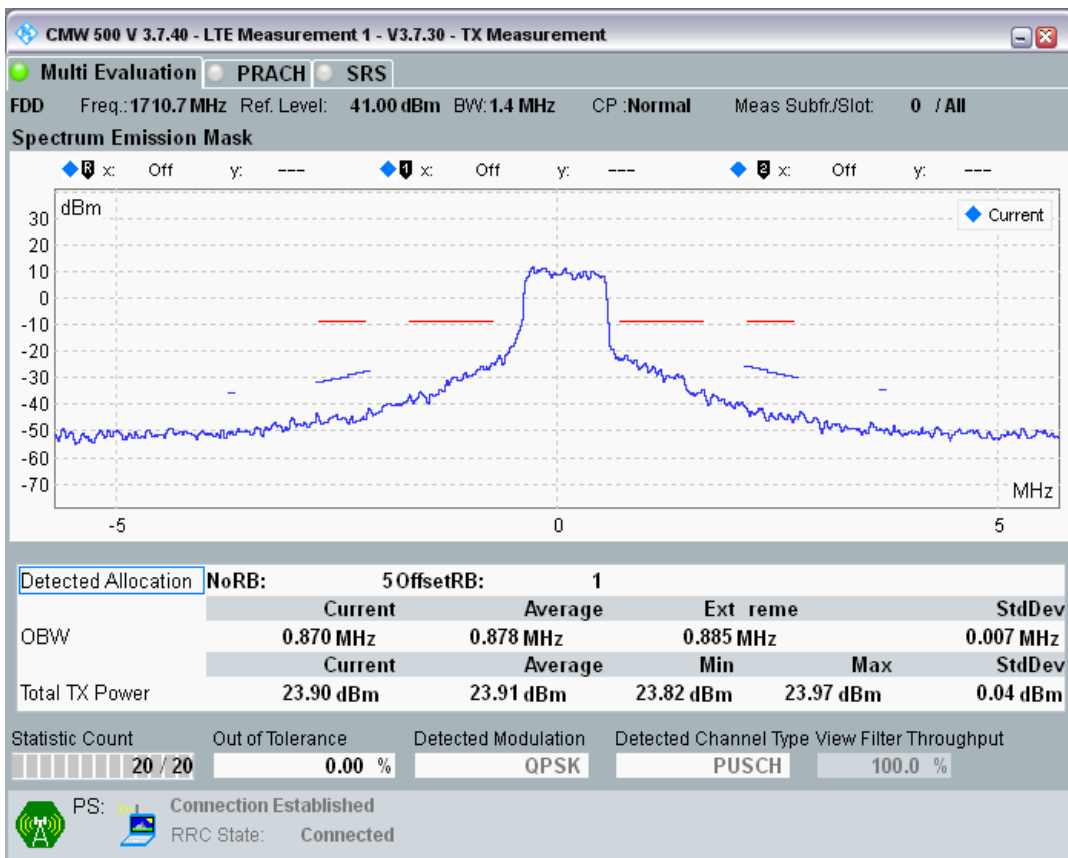 CMW 500 V 3.7.40 - LTE Measurement 1 - V3.7.30 - TX Measurement
Multi Evaluation PRACH SRS
FDD Freq.: 1710.7 MHz Ref. Level: 41.00 dBm BW: 1.4 MHz CP :Normal Meas Subfr./Slot: 0 / All
Spectrum Emission Mask
R x: Off y: --- 1 x: Off y: --- 2 x: Off y: ---
dBm
Current
30
20
10
0
-10
-20
-30
-40
-50
-60
-70
MHz
-5 0 5
Detected Allocation NoRB: 5 OffsetRB: 1
Current Average Ext reme StdDev
OBW 0.870 MHz 0.878 MHz 0.885 MHz 0.007 MHz
Current Average Min Max StdDev
Total TX Power 23.90 dBm 23.91 dBm 23.82 dBm 23.97 dBm 0.04 dBm
Statistic Count Out of Tolerance Detected Modulation Detected Channel Type View Filter Throughput
20 / 20 0.00 % QPSK PUSCH 100.0 %
PS: Connection Established
RRC State: Connected